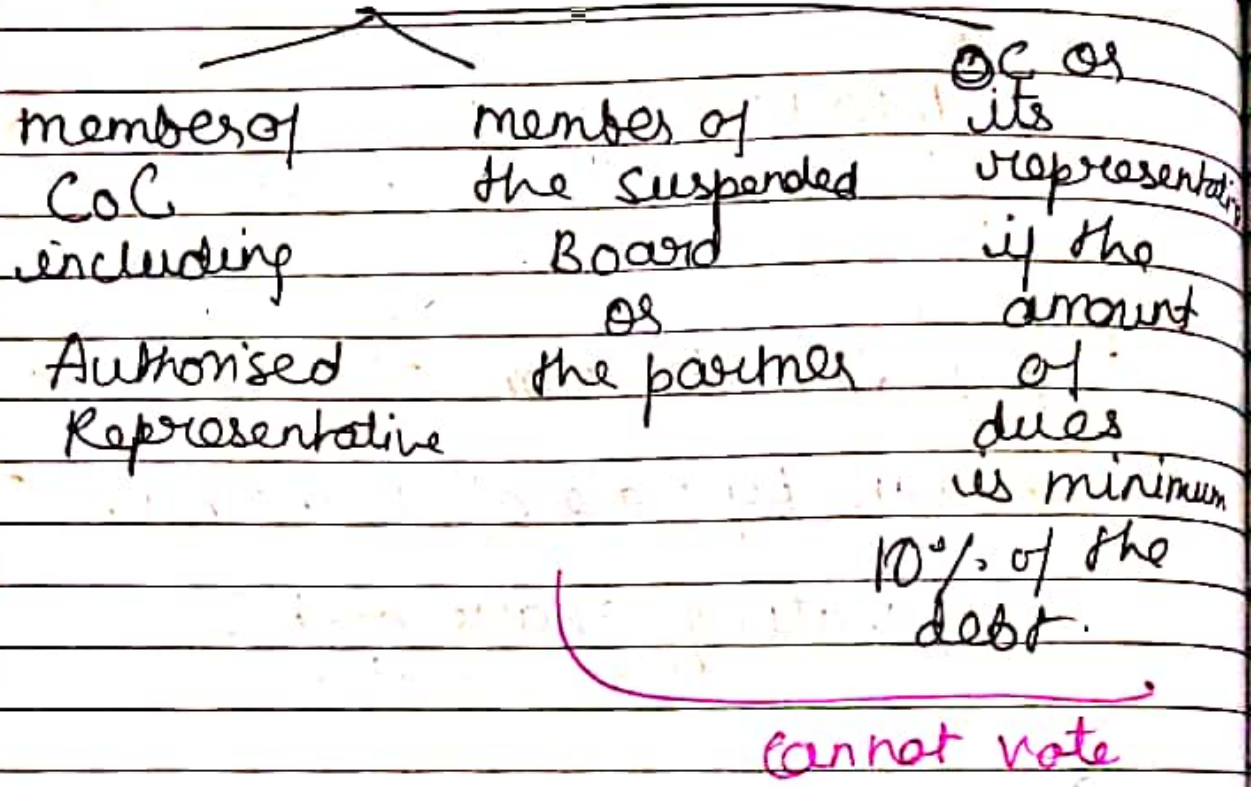 member of
CoC
including
Authorised
Representative
member of
the suspended
Board
or
the partner
OC or
its
representative
if the
amount
of
dues
is minimum
10% of the
debt.
cannot vote